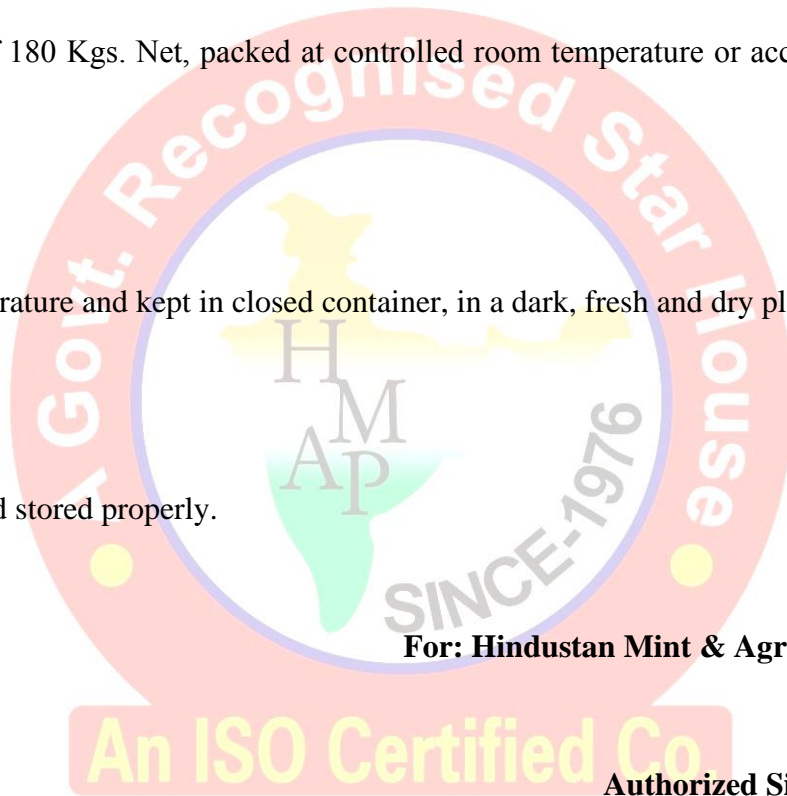 180 Kgs. Net, packed at controlled room temperature or acc
A Govt. Recognised Star House
rature and kept in closed container, in a dark, fresh and dry pl
H
M
AP
SINCE-1976
d stored properly.
For: Hindustan Mint & Agr
An ISO Certified Co.
Authorized Si